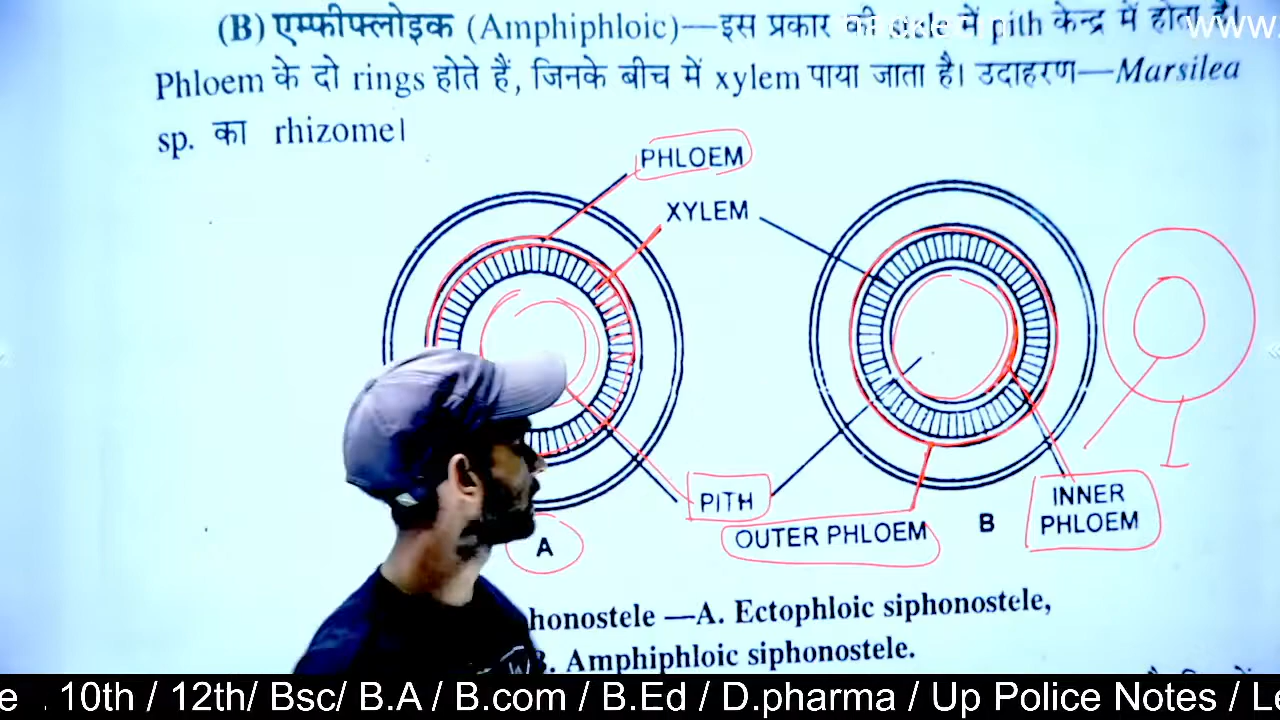 (B) एम्फीफ्लोइक (Amphiphloic)—इस प्रकार की stele में pith केन्द्र में होता है।
www.
Phloem के दो rings होते हैं, जिनके बीच में xylem पाया जाता है। उदाहरण—Marsilea
sp. का rhizome।
PHLOEM
XYLEM
PITH
OUTER PHLOEM
INNER
PHLOEM
A
B
honostele —A. Ectophloic siphonostele,
B. Amphiphloic siphonostele.
10th / 12th/ Bsc/ B.A / B.com / B.Ed / D.pharma / Up Police Notes /